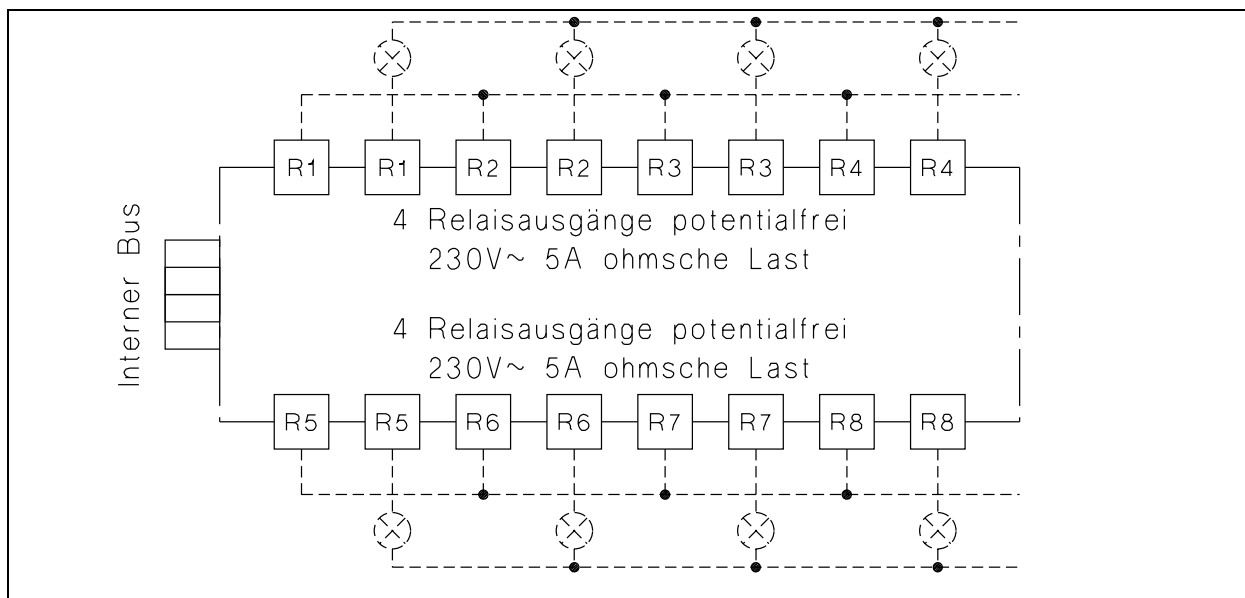 R1 R1 R2 R2 R3 R3 R4 R4
4 Relaisausgänge potentialfrei
230V~ 5A ohmsche Last
Interner Bus
4 Relaisausgänge potentialfrei
230V~ 5A ohmsche Last
R5 R5 R6 R6 R7 R7 R8 R8